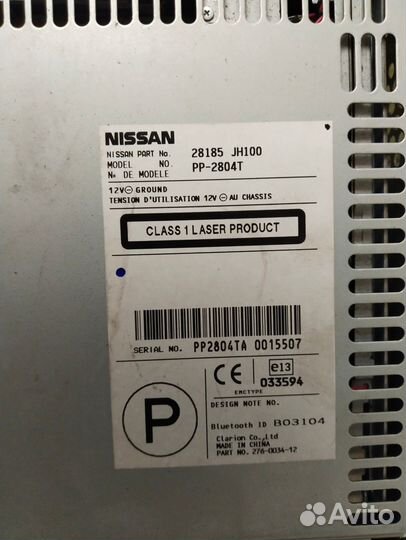 NISSAN
NISSAN PART No. 28185 JH100
MODEL NO. PP-2804T
No DE MODELE
12V⊖GROUND
TENSION D'UTILISATION 12V⊖AU CHASSIS
CLASS 1 LASER PRODUCT
SERIAL NO. PP2804TA 0015507
CE e13
033594
EMCTYPE
DESIGN NOTE NO.
P
Bluetooth ID B03104
Clarion Co.,Ltd
MADE IN CHINA
PART NO. 276-0034-12
Avito